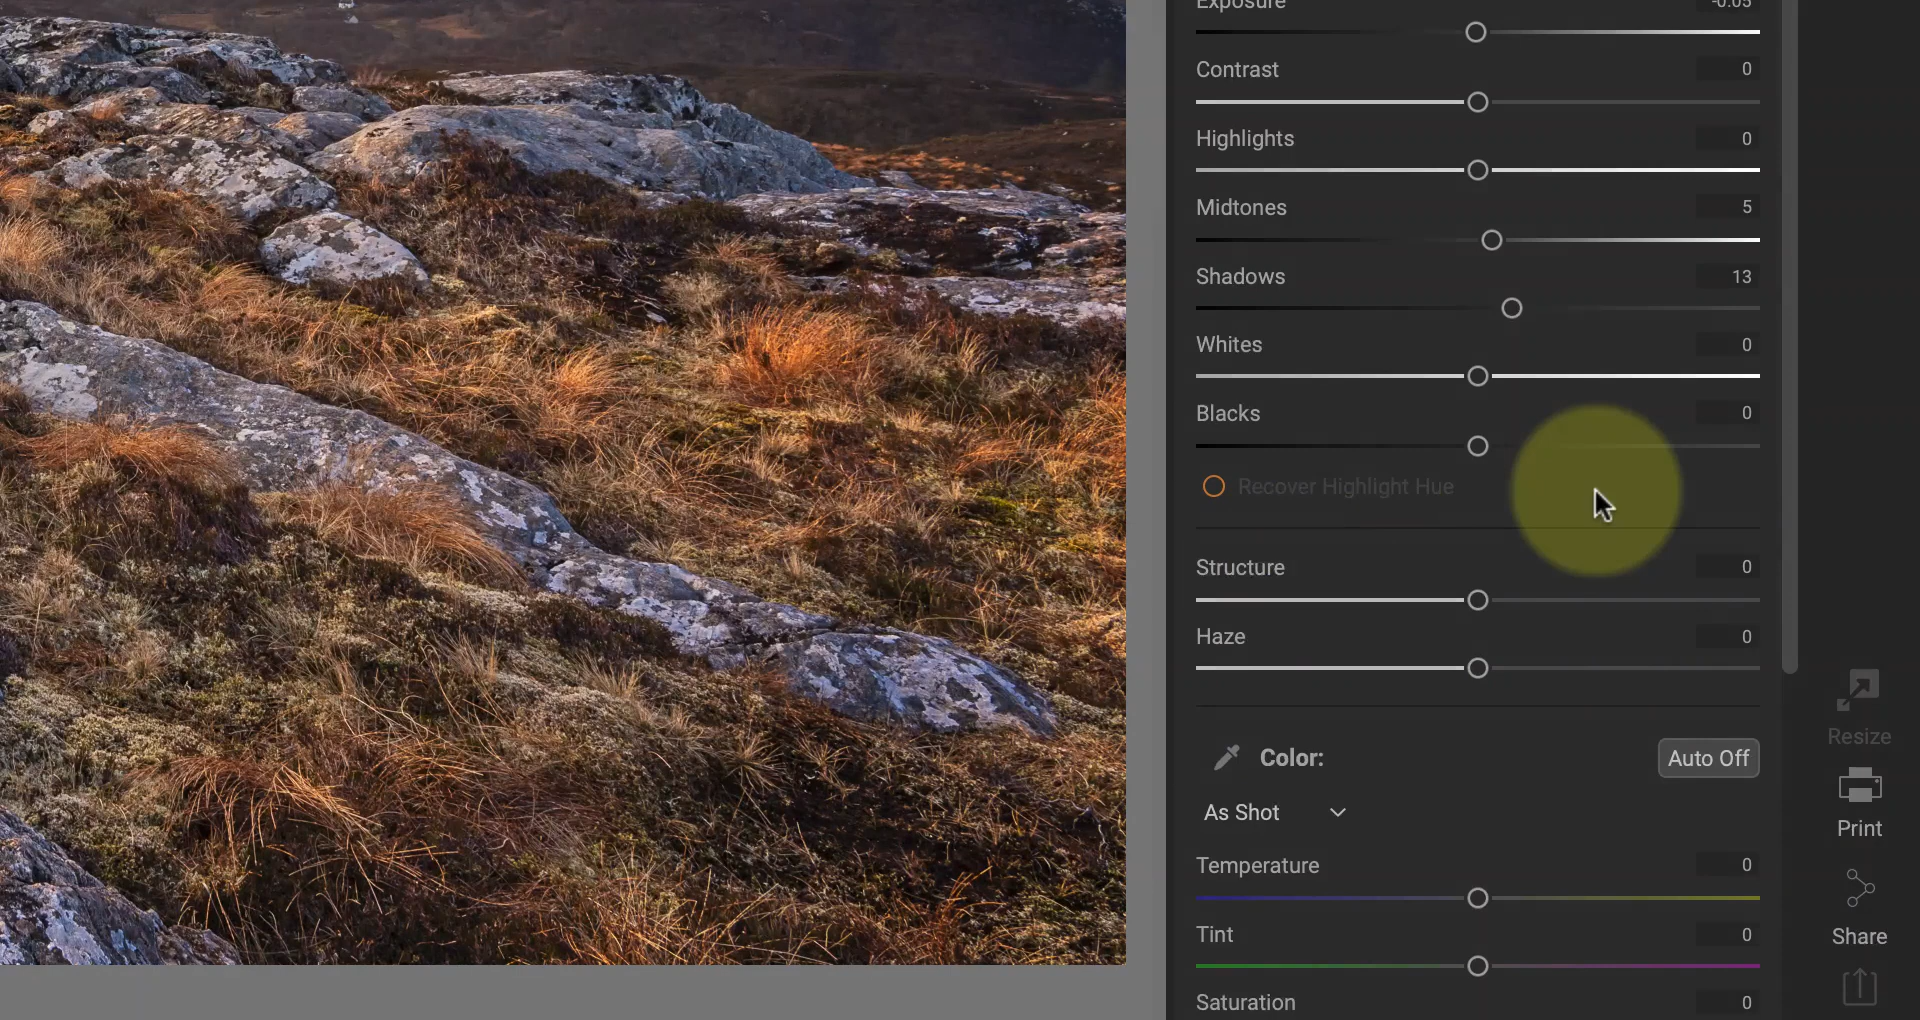 Exposure -0.05
Contrast 0
Highlights 0
Midtones 5
Shadows 13
Whites 0
Blacks 0
Recover Highlight Hue
Structure 0
Haze 0
Resize
Color: Auto Off
As Shot
Print
Temperature 0
Tint 0
Share
Saturation 0